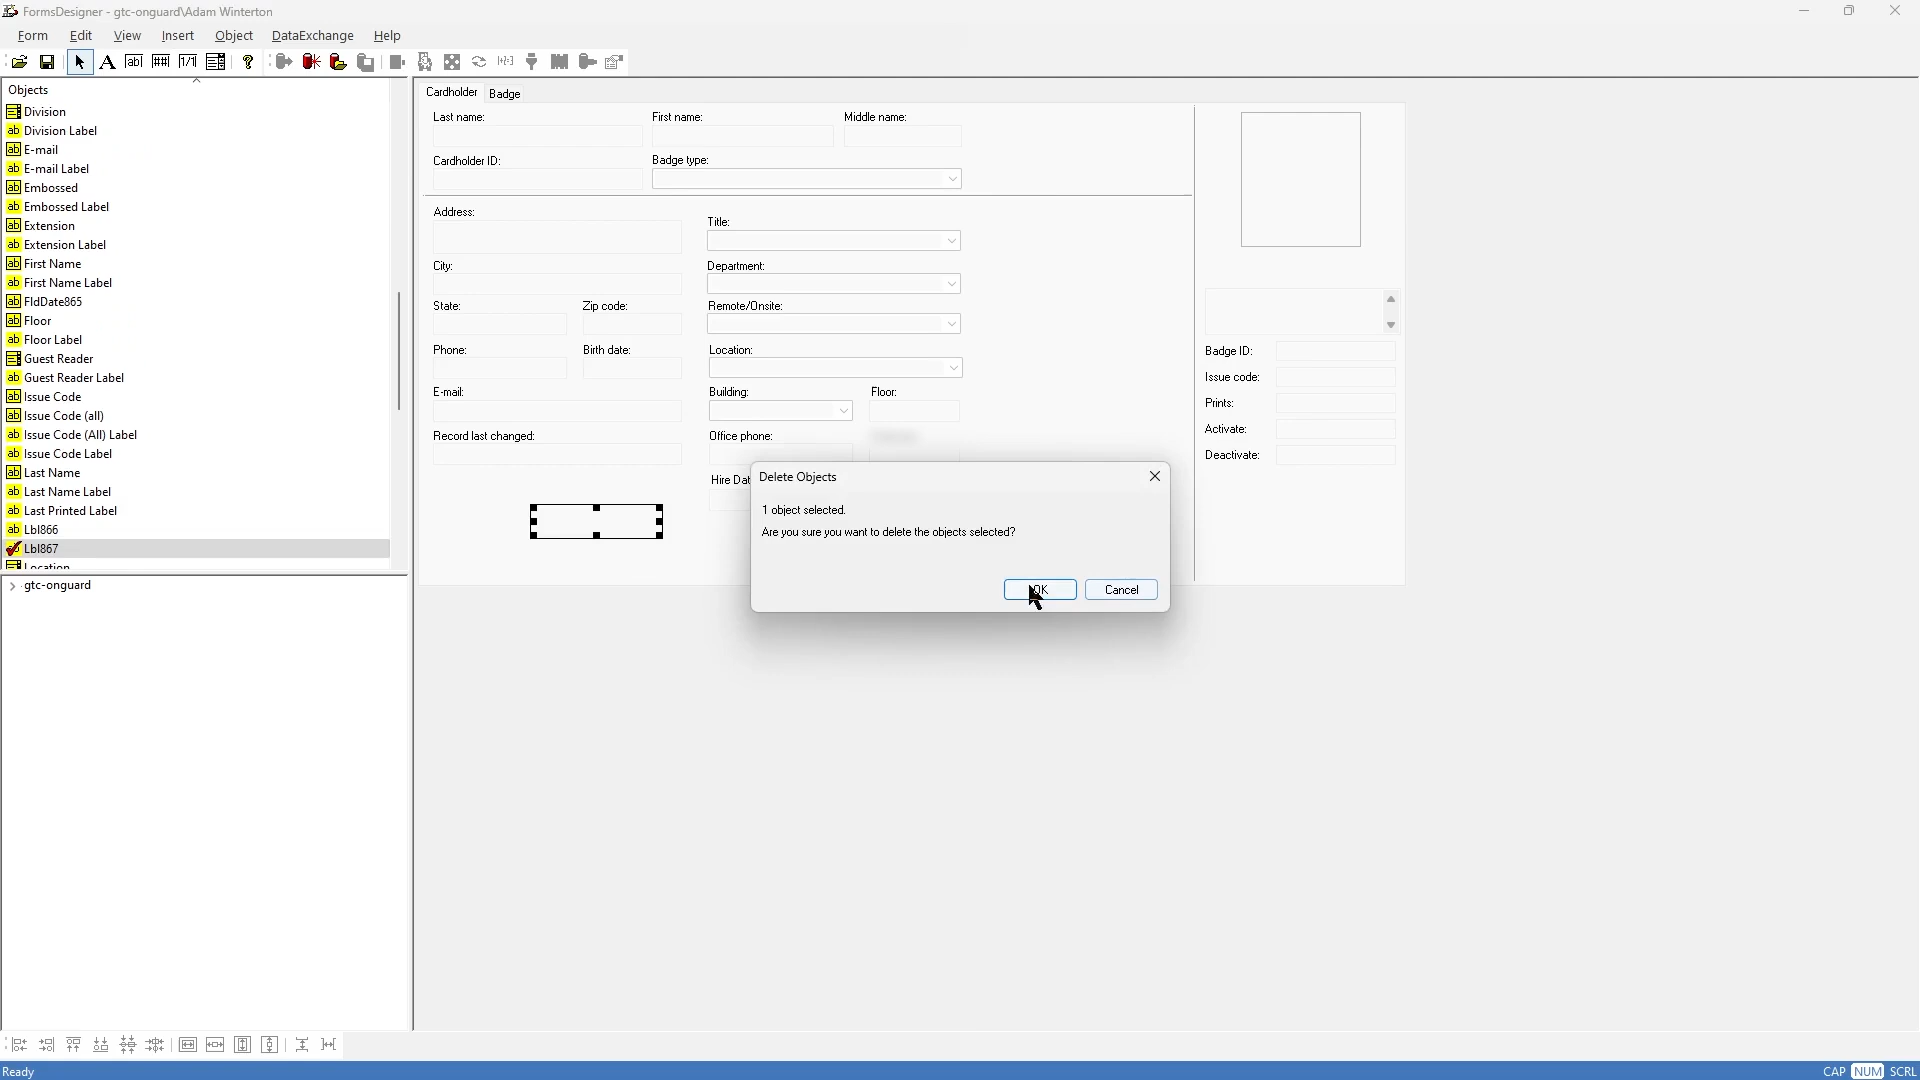 FormsDesigner - gtc-onguard\Adam Winterton
Form Edit View Insert Object DataExchange Help
Objects
Division
Division Label
E-mail
E-mail Label
Embossed
Embossed Label
Extension
Extension Label
First Name
First Name Label
FldDate865
Floor
Floor Label
Guest Reader
Guest Reader Label
Issue Code
Issue Code (all)
Issue Code (All) Label
Issue Code Label
Last Name
Last Name Label
Last Printed Label
Lbl866
Lbl867
Location
gtc-onguard
Cardholder Badge
Last name: First name: Middle name:
Cardholder ID: Badge type:
Address:
Title:
City: Department:
State: Zip code: Remote/Onsite:
Phone: Birth date: Location:
E-mail: Building: Floor:
Record last changed: Office phone:
Hire Dat
Badge ID:
Issue code:
Prints:
Activate:
Deactivate:
Delete Objects
1 object selected.
Are you sure you want to delete the objects selected?
OK Cancel
Ready CAP NUM SCRL